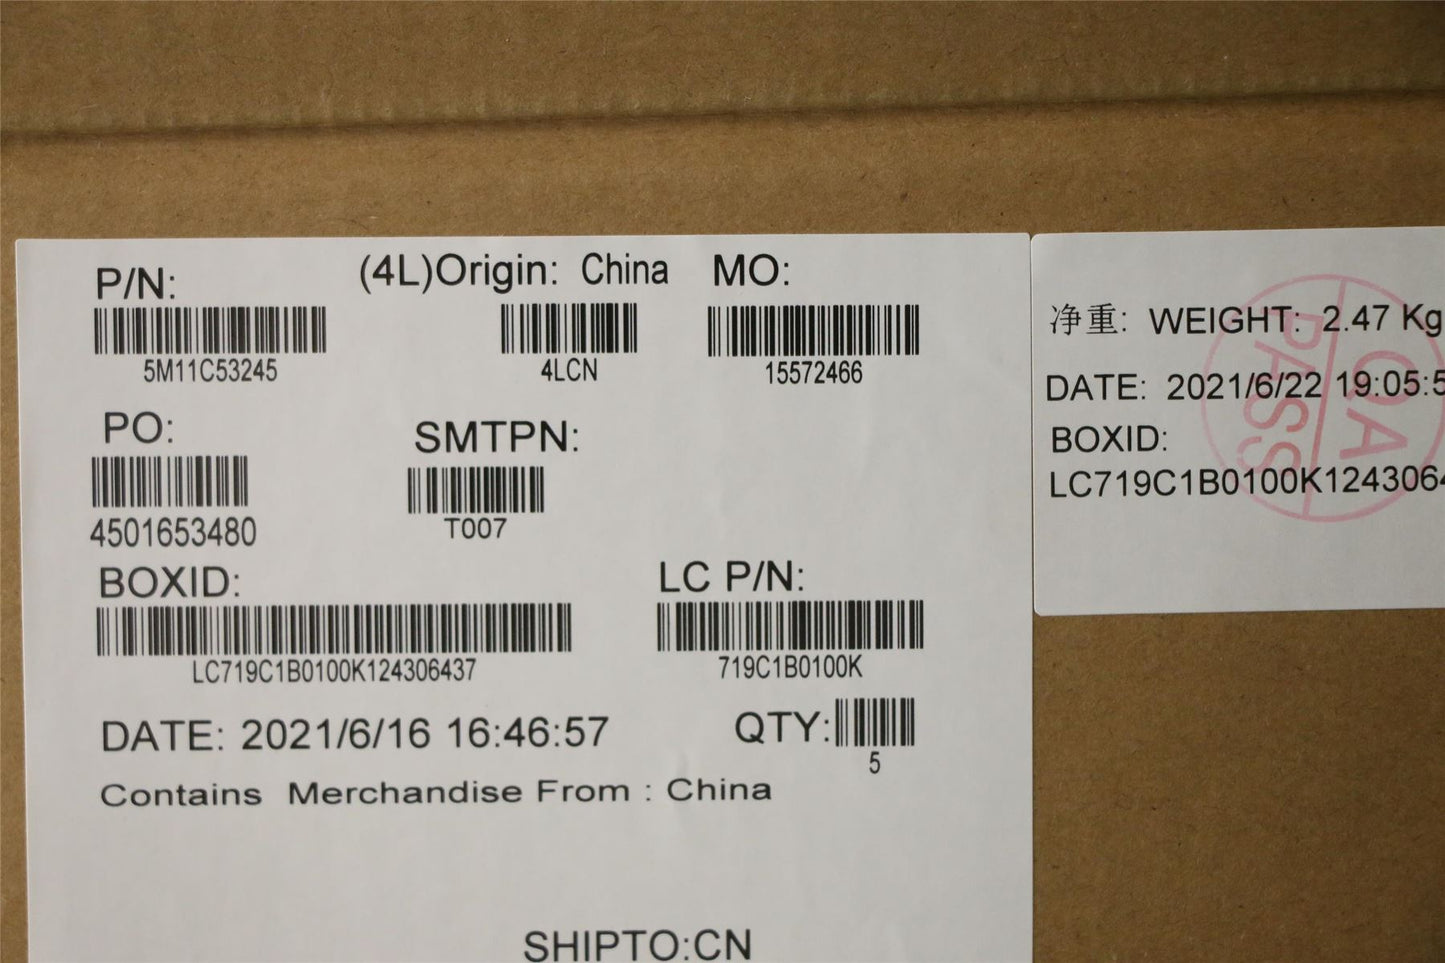 P/N:
(4L)Origin: China
MO:
5M11C53245
4LCN
15572466
PO:
SMTPN:
4501653480
T007
BOXID:
LC P/N:
LC719C1B0100K124306437
719C1B0100K
DATE: 2021/6/16 16:46:57
QTY:
5
Contains Merchandise From : China
SHIPTO:CN
净重: WEIGHT: 2.47 Kg
DATE: 2021/6/22 19:05:5
BOXID:
LC719C1B0100K1243064
QA
PASS